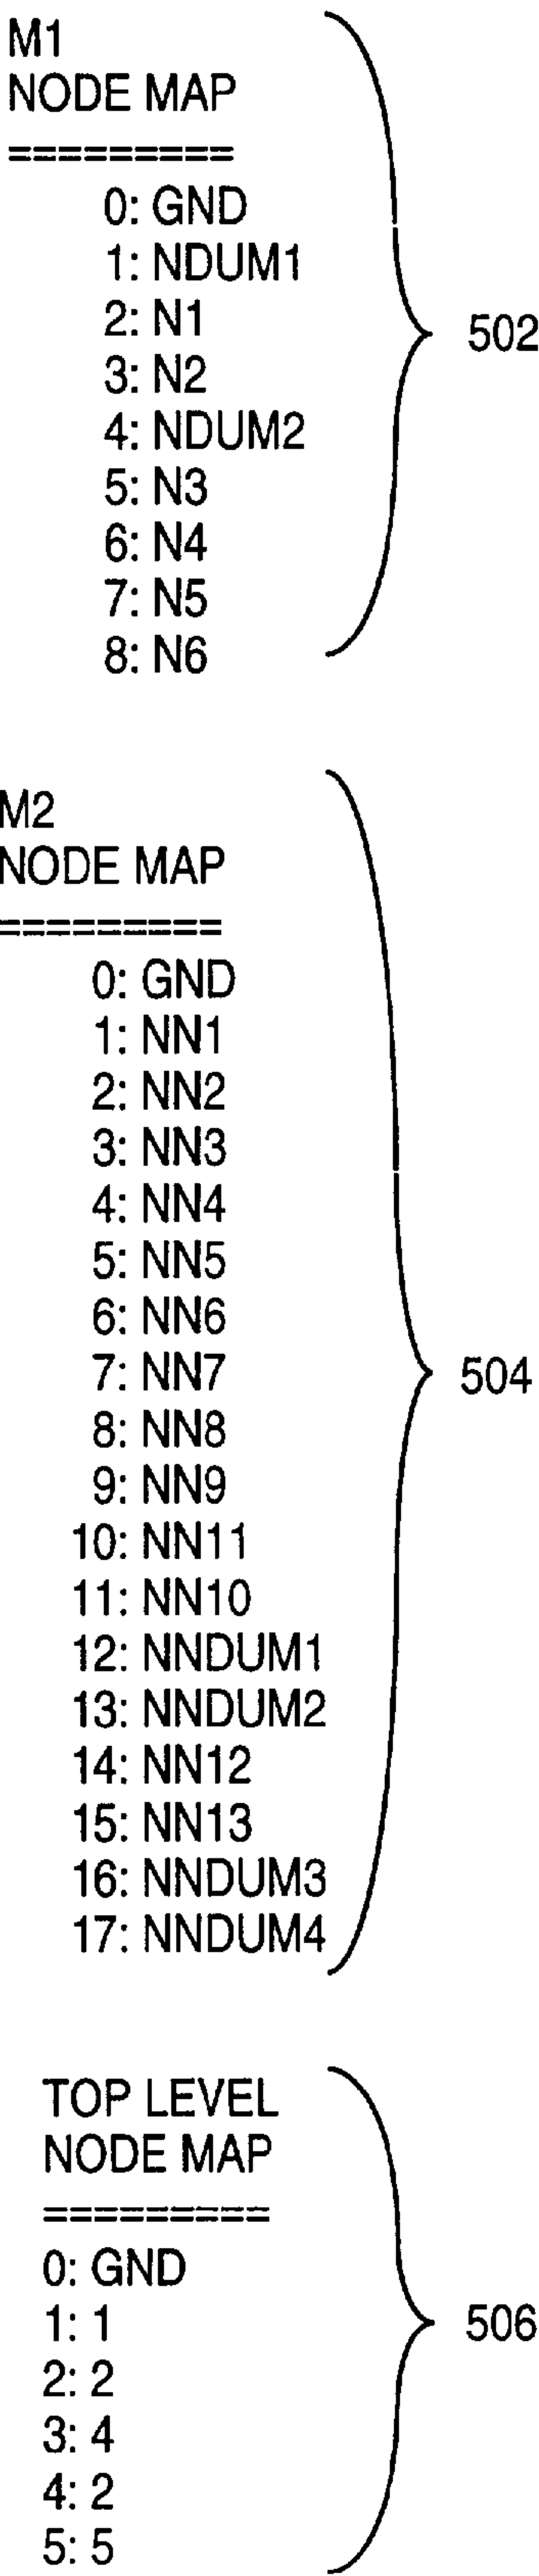 M1
NODE MAP
=========
0: GND
1: NDUM1
2: N1
3: N2
4: NDUM2
5: N3
6: N4
7: N5
8: N6
502
M2
NODE MAP
=========
0: GND
1: NN1
2: NN2
3: NN3
4: NN4
5: NN5
6: NN6
7: NN7
8: NN8
9: NN9
10: NN11
11: NN10
12: NNDUM1
13: NNDUM2
14: NN12
15: NN13
16: NNDUM3
17: NNDUM4
504
TOP LEVEL
NODE MAP
=========
0: GND
1: 1
2: 2
3: 4
4: 2
5: 5
506